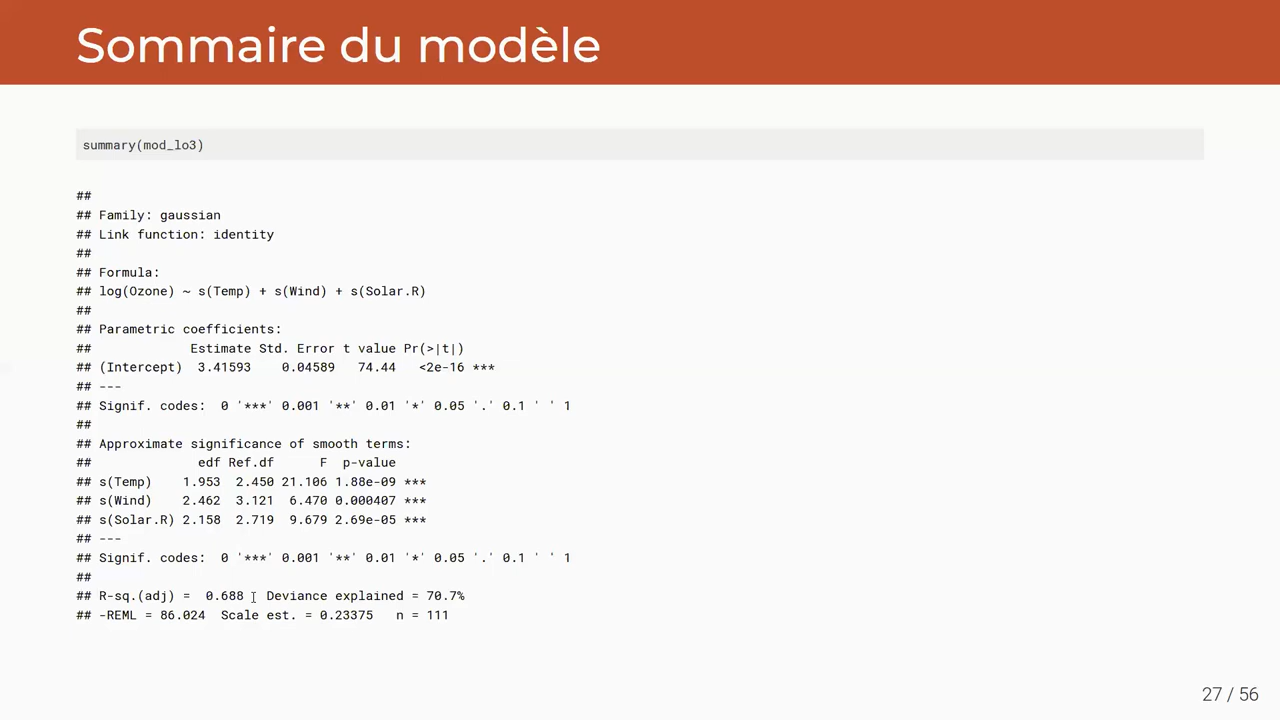 Sommaire du modèle
summary(mod_lo3)
##
## Family: gaussian
## Link function: identity
##
## Formula:
## log(Ozone) ~ s(Temp) + s(Wind) + s(Solar.R)
##
## Parametric coefficients:
##             Estimate Std. Error t value Pr(>|t|)
## (Intercept)  3.41593    0.04589   74.44   <2e-16 ***
## ---
## Signif. codes:  0 '***' 0.001 '**' 0.01 '*' 0.05 '.' 0.1 ' ' 1
##
## Approximate significance of smooth terms:
##              edf Ref.df      F  p-value
## s(Temp)    1.953  2.450 21.106 1.88e-09 ***
## s(Wind)    2.462  3.121  6.470 0.000407 ***
## s(Solar.R) 2.158  2.719  9.679 2.69e-05 ***
## ---
## Signif. codes:  0 '***' 0.001 '**' 0.01 '*' 0.05 '.' 0.1 ' ' 1
##
## R-sq.(adj) =  0.688   Deviance explained = 70.7%
## -REML = 86.024  Scale est. = 0.23375   n = 111
27 / 56